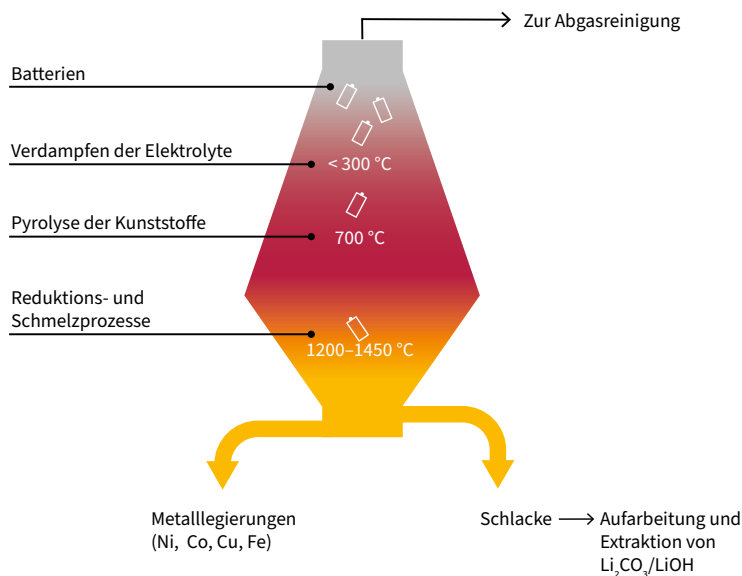 Zur Abgasreinigung
Batterien
Verdampfen der Elektrolyte
< 300 °C
Pyrolyse der Kunststoffe
700 °C
Reduktions- und
Schmelzprozesse
1200–1450 °C
Metalllegierungen
(Ni, Co, Cu, Fe)
Schlacke
Aufarbeitung und
Extraktion von
Li₂CO₃/LiOH